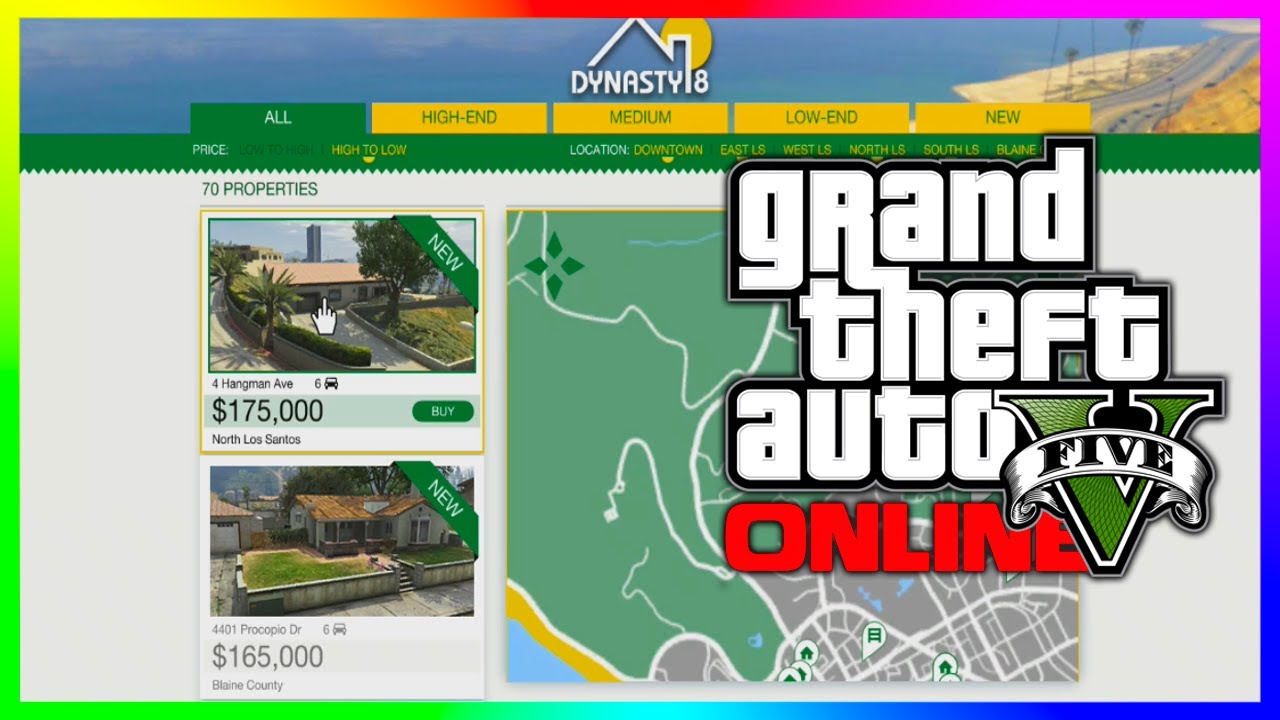 DYNASTY8
ALL
HIGH-END
MEDIUM
LOW-END
NEW
PRICE: LOW TO HIGH | HIGH TO LOW
LOCATION: DOWNTOWN | EAST LS | WEST LS | NORTH LS | SOUTH LS | BLAINE
70 PROPERTIES
NEW
4 Hangman Ave 6
$175,000
BUY
North Los Santos
NEW
4401 Procopio Dr 6
$165,000
Blaine County
grand
theft
auto
V
FIVE
ONLINE